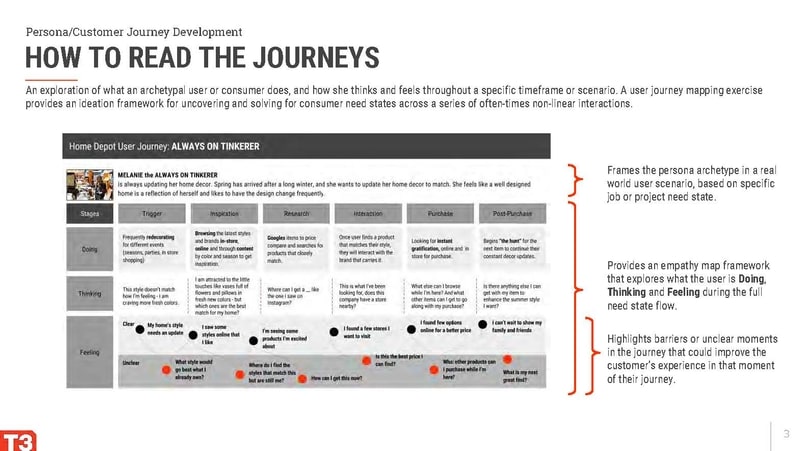 Persona/Customer Journey Development
HOW TO READ THE JOURNEYS
An exploration of what an archetypal user or consumer does, and how she thinks and feels throughout a specific timeframe or scenario. A user journey mapping exercise
provides an ideation framework for uncovering and solving for consumer need states across a series of often-times non-linear interactions.
Home Depot User Journey: ALWAYS ON TINKERER
MELANIE the ALWAYS ON TINKERER
is always updating her home decor. Spring has arrived after a long winter, and she wants to update her home decor to match. She feels like a well designed
home is a reflection of herself and likes to have the design change frequently.
Stages
Trigger
Inspiration
Research
Interaction
Purchase
Post-Purchase
Doing
Frequently redecorating
for different events
(seasons, parties, in store
shopping)
Browsing the latest styles
and brands in-store,
online and through content
by color and season to get
inspiration.
Googles items to price
compare and searches for
products that closely
match.
Once user finds a product
that matches their style,
they will interact with the
brand that carries it.
Looking for instant
gratification, online and in
store for purchase.
Begins "the hunt" for the
next item to continue their
constant decor updates.
Thinking
This style doesn't match
how I'm feeling - I am
craving more fresh colors.
I am attracted to the little
touches like vases full of
flowers and pillows in
fresh new colors - but
which ones are the best
match for my home?
Where can I get a _ like
the one I saw on
Instagram?
This is what I've been
looking for, does this
company have a store
nearby?
What else can I browse
while I'm here? And what
other items can I get to go
along with my purchase?
Is there anything else I can
get with my item to
enhance the summer style
I want?
Feeling
Clear
My home's style
needs an update
I saw some
styles online that
I like
I'm seeing some
products I'm excited
about
I found a few stores I
want to visit
I found few options
online for a better price
I can't wait to show my
family and friends
Unclear
What style would
go best what I
already own?
Where do I find the
styles that match this
but are still me?
How can I get this now?
Is this the best price I
can find?
What other products can
I purchase while I'm
here?
What is my next
great find?
Frames the persona archetype in a real
world user scenario, based on specific
job or project need state.
Provides an empathy map framework
that explores what the user is Doing,
Thinking and Feeling during the full
need state flow.
Highlights barriers or unclear moments
in the journey that could improve the
customer's experience in that moment
of their journey.
T3
3